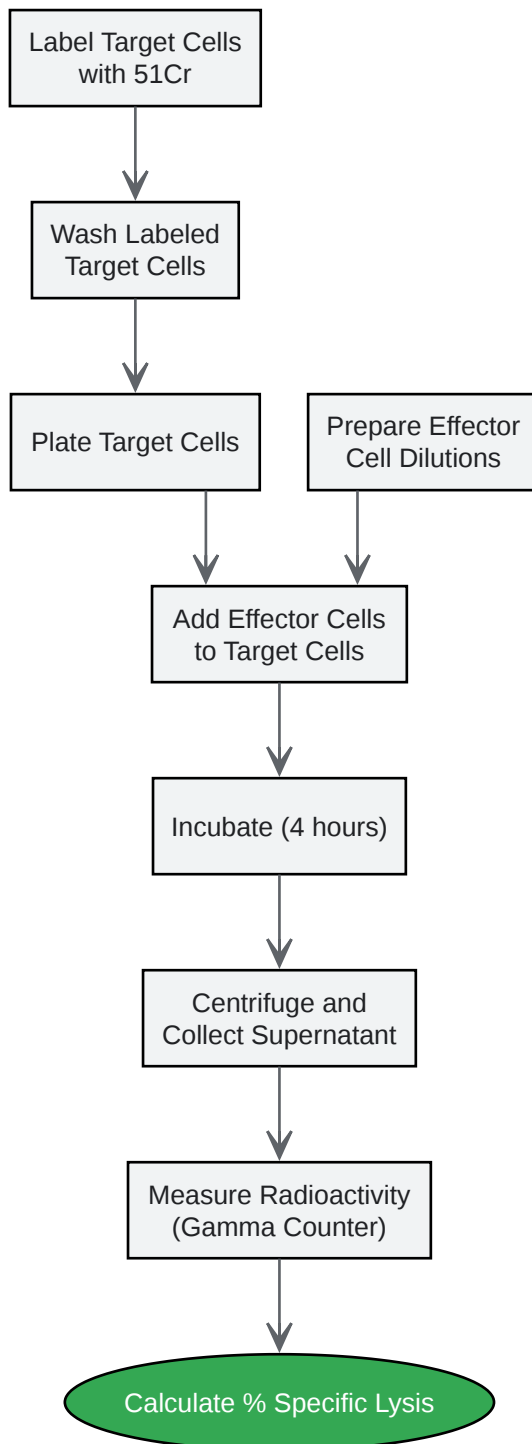 Label Target Cells
with 51Cr
Wash Labeled
Target Cells
Plate Target Cells
Prepare Effector
Cell Dilutions
Add Effector Cells
to Target Cells
Incubate (4 hours)
Centrifuge and
Collect Supernatant
Measure Radioactivity
(Gamma Counter)
Calculate % Specific Lysis